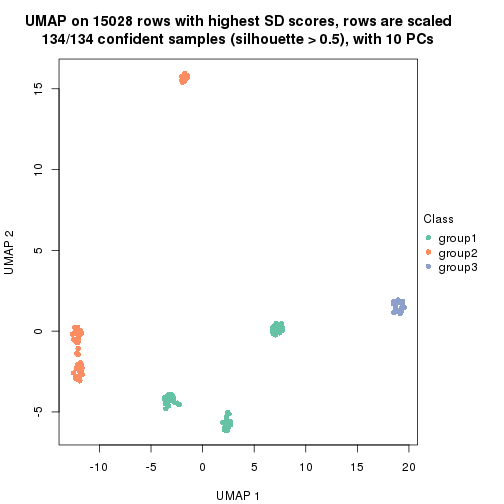 UMAP on 15028 rows with highest SD scores, rows are scaled
134/134 confident samples (silhouette > 0.5), with 10 PCs
15
10
5
0
-5
UMAP 2
-10
-5
0
5
10
15
20
UMAP 1
Class
group1
group2
group3